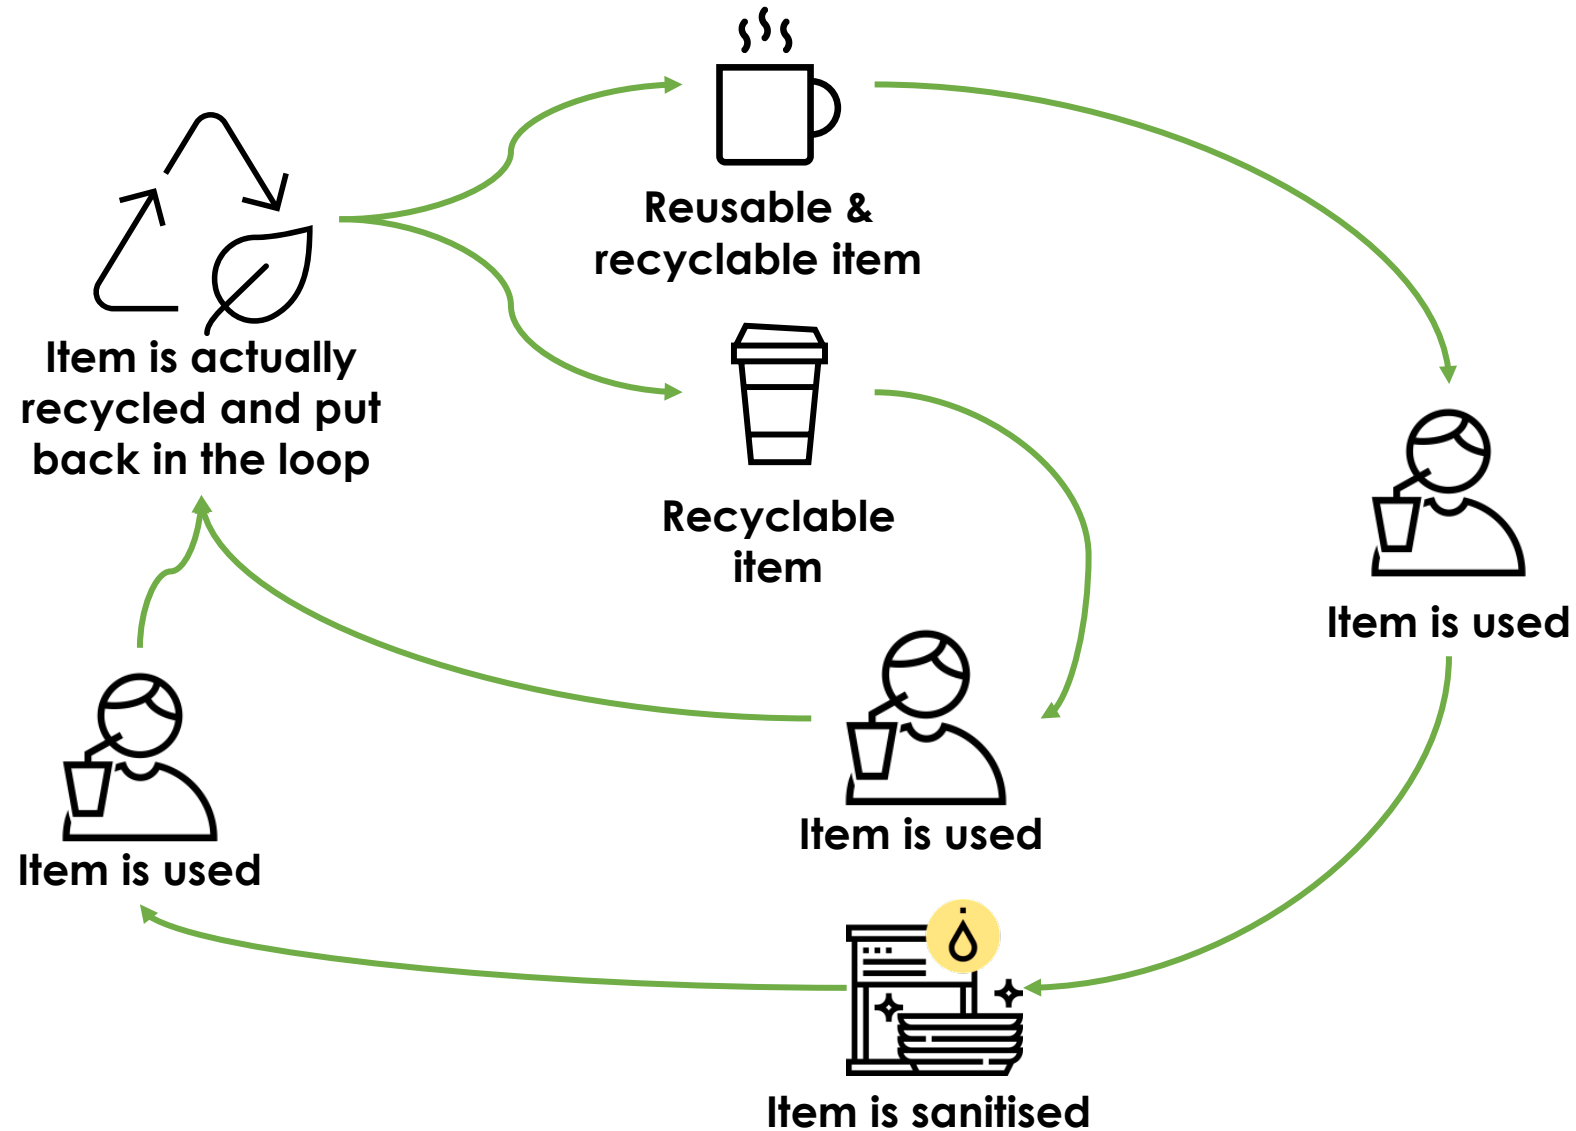 Reusable &
recyclable item
Item is actually
recycled and put
back in the loop
Recyclable
item
Item is used
Item is used
Item is used
Item is sanitised